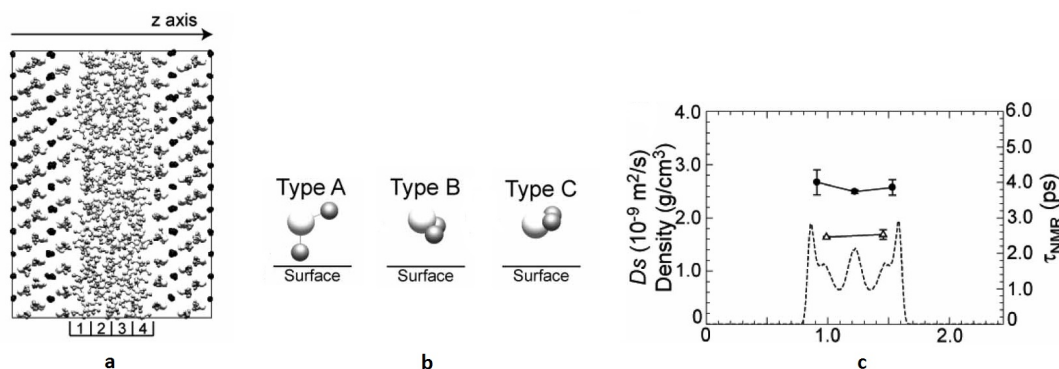 z axis
1 2 3 4
a
Type A Type B Type C
Surface Surface Surface
b
Ds (10⁻⁹ m²/s)
Density (g/cm³)
4.0
3.0
2.0
1.0
0
0 1.0 2.0
6.0
5.0
4.0
3.0
2.0
1.0
0
τNMR (ps)
c